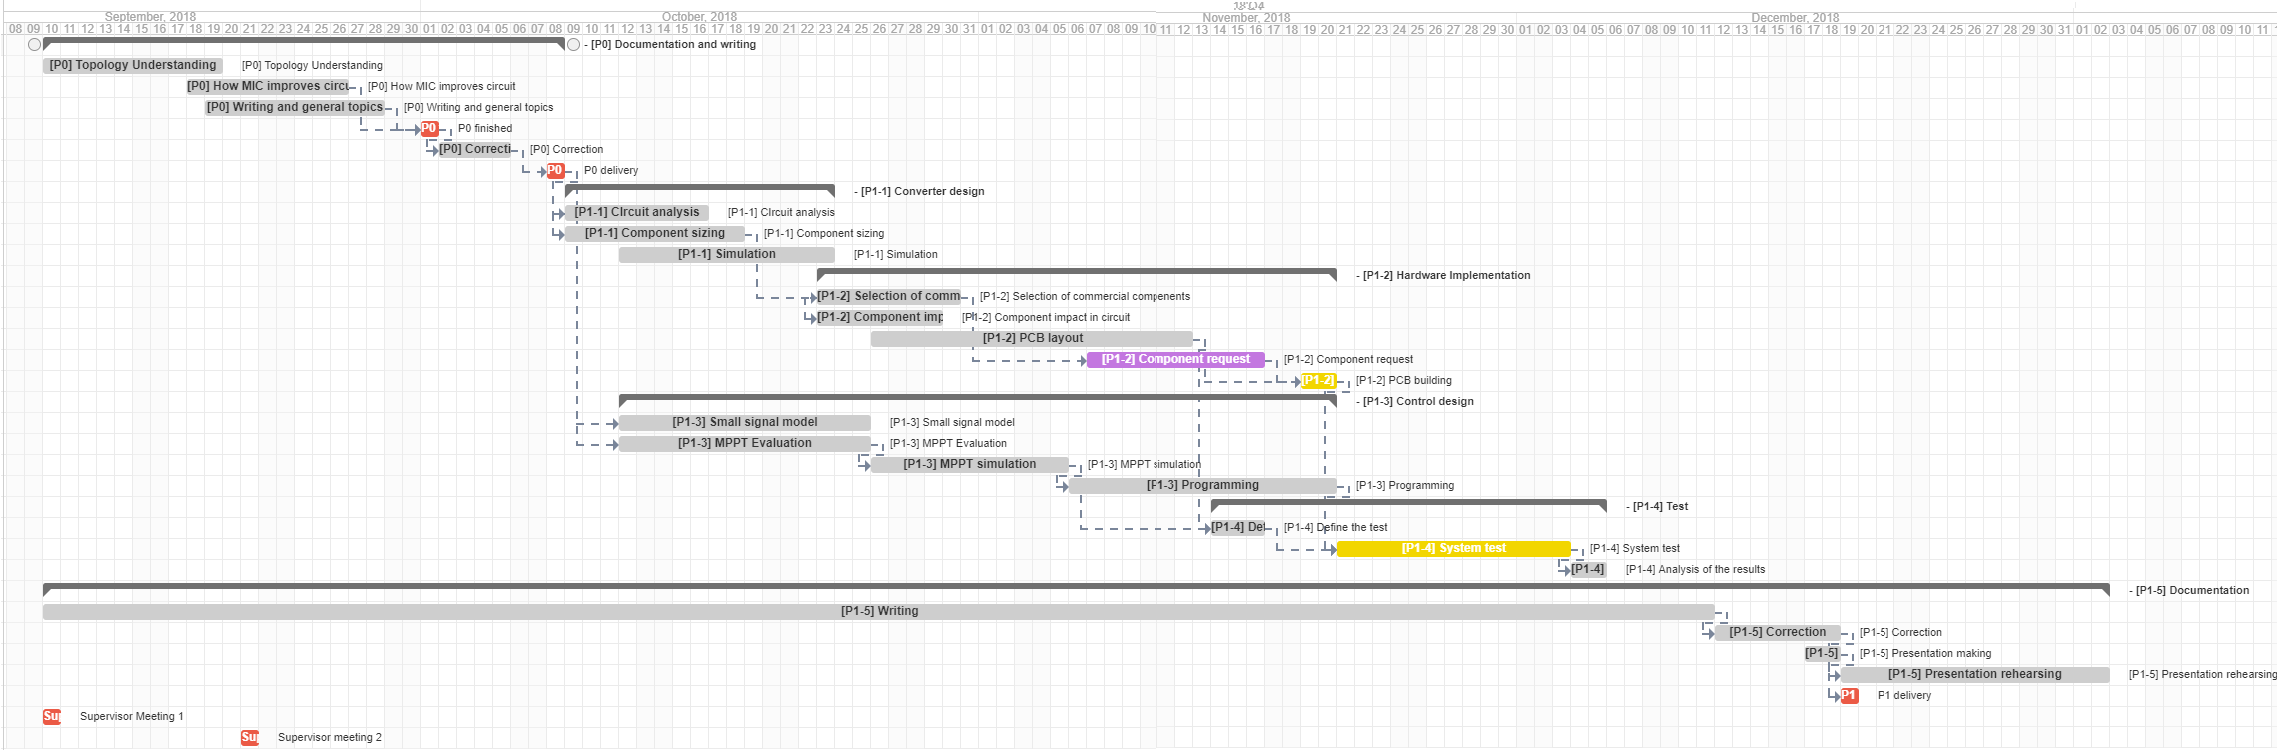 18:04
September, 2018 October, 2018 November, 2018 December, 2018
08 09 10 11 12 13 14 15 16 17 18 19 20 21 22 23 24 25 26 27 28 29 30 01 02 03 04 05 06 07 08 09 10 11 12 13 14 15 16 17 18 19 20 21 22 23 24 25 26 27 28 29 30 31 01 02 03 04 05 06 07 08 09 10 11 12 13 14 15 16 17 18 19 20 21 22 23 24 25 26 27 28 29 30 01 02 03 04 05 06 07 08 09 10 11 12 13 14 15 16 17 18 19 20 21 22 23 24 25 26 27 28 29 30 31 01 02 03 04 05 06 07 08 09 10 11
- [P0] Documentation and writing
[P0] Topology Understanding [P0] Topology Understanding
[P0] How MIC improves circu [P0] How MIC improves circuit
[P0] Writing and general topics [P0] Writing and general topics
P0 P0 finished
[P0] Correcti [P0] Correction
P0 P0 delivery
- [P1-1] Converter design
[P1-1] CIrcuit analysis [P1-1] CIrcuit analysis
[P1-1] Component sizing [P1-1] Component sizing
[P1-1] Simulation [P1-1] Simulation
- [P1-2] Hardware Implementation
[P1-2] Selection of comm [P1-2] Selection of commercial compenents
[P1-2] Component imp [P1-2] Component impact in circuit
[P1-2] PCB layout
[P1-2] Component request [P1-2] Component request
[P1-2] [P1-2] PCB building
- [P1-3] Control design
[P1-3] Small signal model [P1-3] Small signal model
[P1-3] MPPT Evaluation [P1-3] MPPT Evaluation
[P1-3] MPPT simulation [P1-3] MPPT simulation
[P1-3] Programming [P1-3] Programming
- [P1-4] Test
[P1-4] Def [P1-4] Define the test
[P1-4] System test [P1-4] System test
[P1-4] [P1-4] Analysis of the results
- [P1-5] Documentation
[P1-5] Writing
[P1-5] Correction [P1-5] Correction
[P1-5] [P1-5] Presentation making
[P1-5] Presentation rehearsing [P1-5] Presentation rehearsing
P1 P1 delivery
Sup Supervisor Meeting 1
Sup Supervisor meeting 2